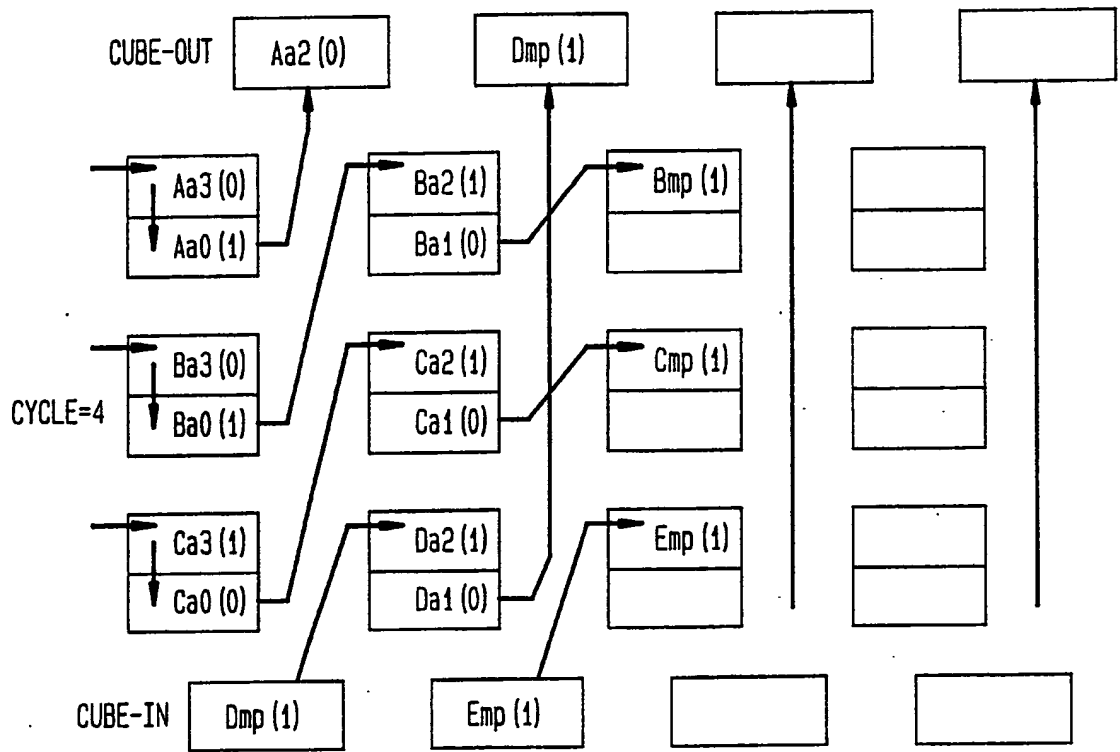 CUBE-OUT Aa2(0) Dmp(1)
Aa3(0) Ba2(1) Bmp(1)
Aa0(1) Ba1(0)
Ba3(0) Ca2(1) Cmp(1)
CYCLE=4 Ba0(1) Ca1(0)
Ca3(1) Da2(1) Emp(1)
Ca0(0) Da1(0)
CUBE-IN Dmp(1) Emp(1)